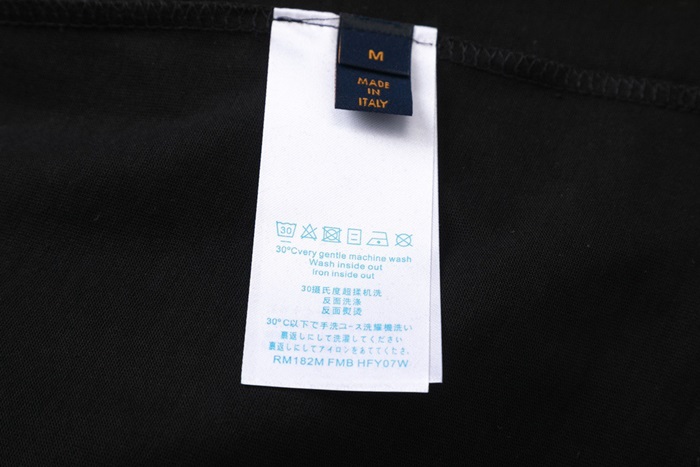 M
MADE
IN
ITALY
30
30°Cvery gentle machine wash
Wash inside out
Iron inside out
30摄氏度超揉机洗
反面洗涤
反面熨烫
30°C以下で手洗コース洗濯機洗い
裏返しにして洗濯してください
裏返しにしてアイロンをあててくださ.
RM182M FMB HFY07W